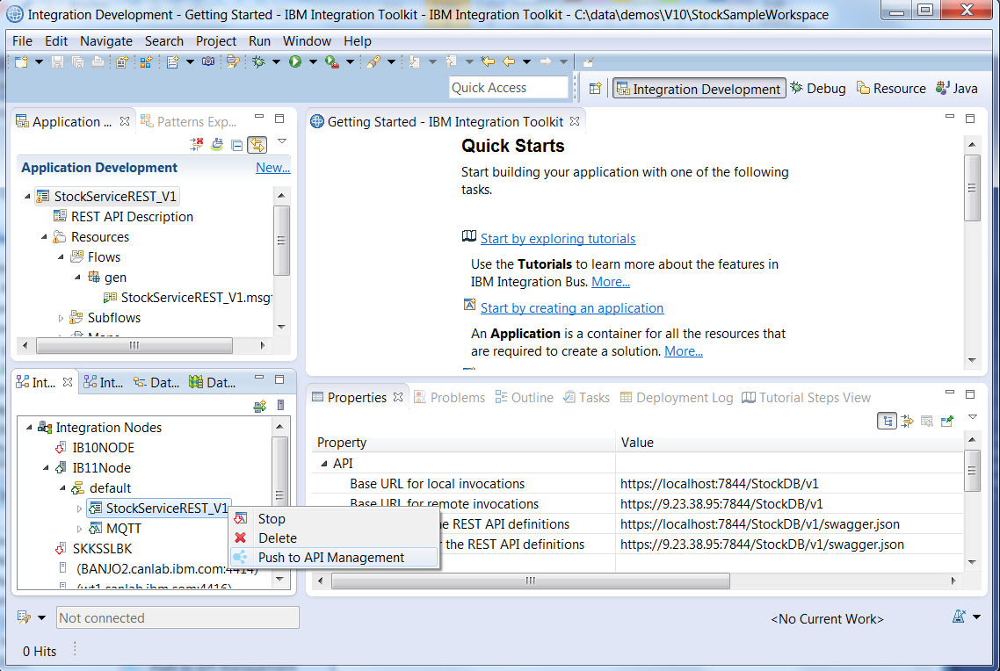 Integration Development - Getting Started - IBM Integration Toolkit - IBM Integration Toolkit - C:\data\demos\V10\StockSampleWorkspace
File Edit Navigate Search Project Run Window Help
Quick Access
Integration Development Debug Resource Java
Application ... Patterns Exp...
Application Development New...
StockServiceREST_V1
REST API Description
Resources
Flows
gen
StockServiceREST_V1.msgf
Subflows
Getting Started - IBM Integration Toolkit
Quick Starts
Start building your application with one of the following
tasks.
Start by exploring tutorials
Use the Tutorials to learn more about the features in
IBM Integration Bus. More...
Start by creating an application
An Application is a container for all the resources that
are required to create a solution. More...
Int... Int... Dat... Dat...
Integration Nodes
IB10NODE
IB11Node
default
StockServiceREST_V1
MQTT
SKKSSLBK
(BANJO2.canlab.ibm.com:4414)
(wt1.canlab.ibm.com:4416)
Stop
Delete
Push to API Management
Properties Problems Outline Tasks Deployment Log Tutorial Steps View
Property Value
API
Base URL for local invocations https://localhost:7844/StockDB/v1
Base URL for remote invocations https://9.23.38.95:7844/StockDB/v1
the REST API definitions https://localhost:7844/StockDB/v1/swagger.json
the REST API definitions https://9.23.38.95:7844/StockDB/v1/swagger.json
Not connected
<No Current Work>
0 Hits